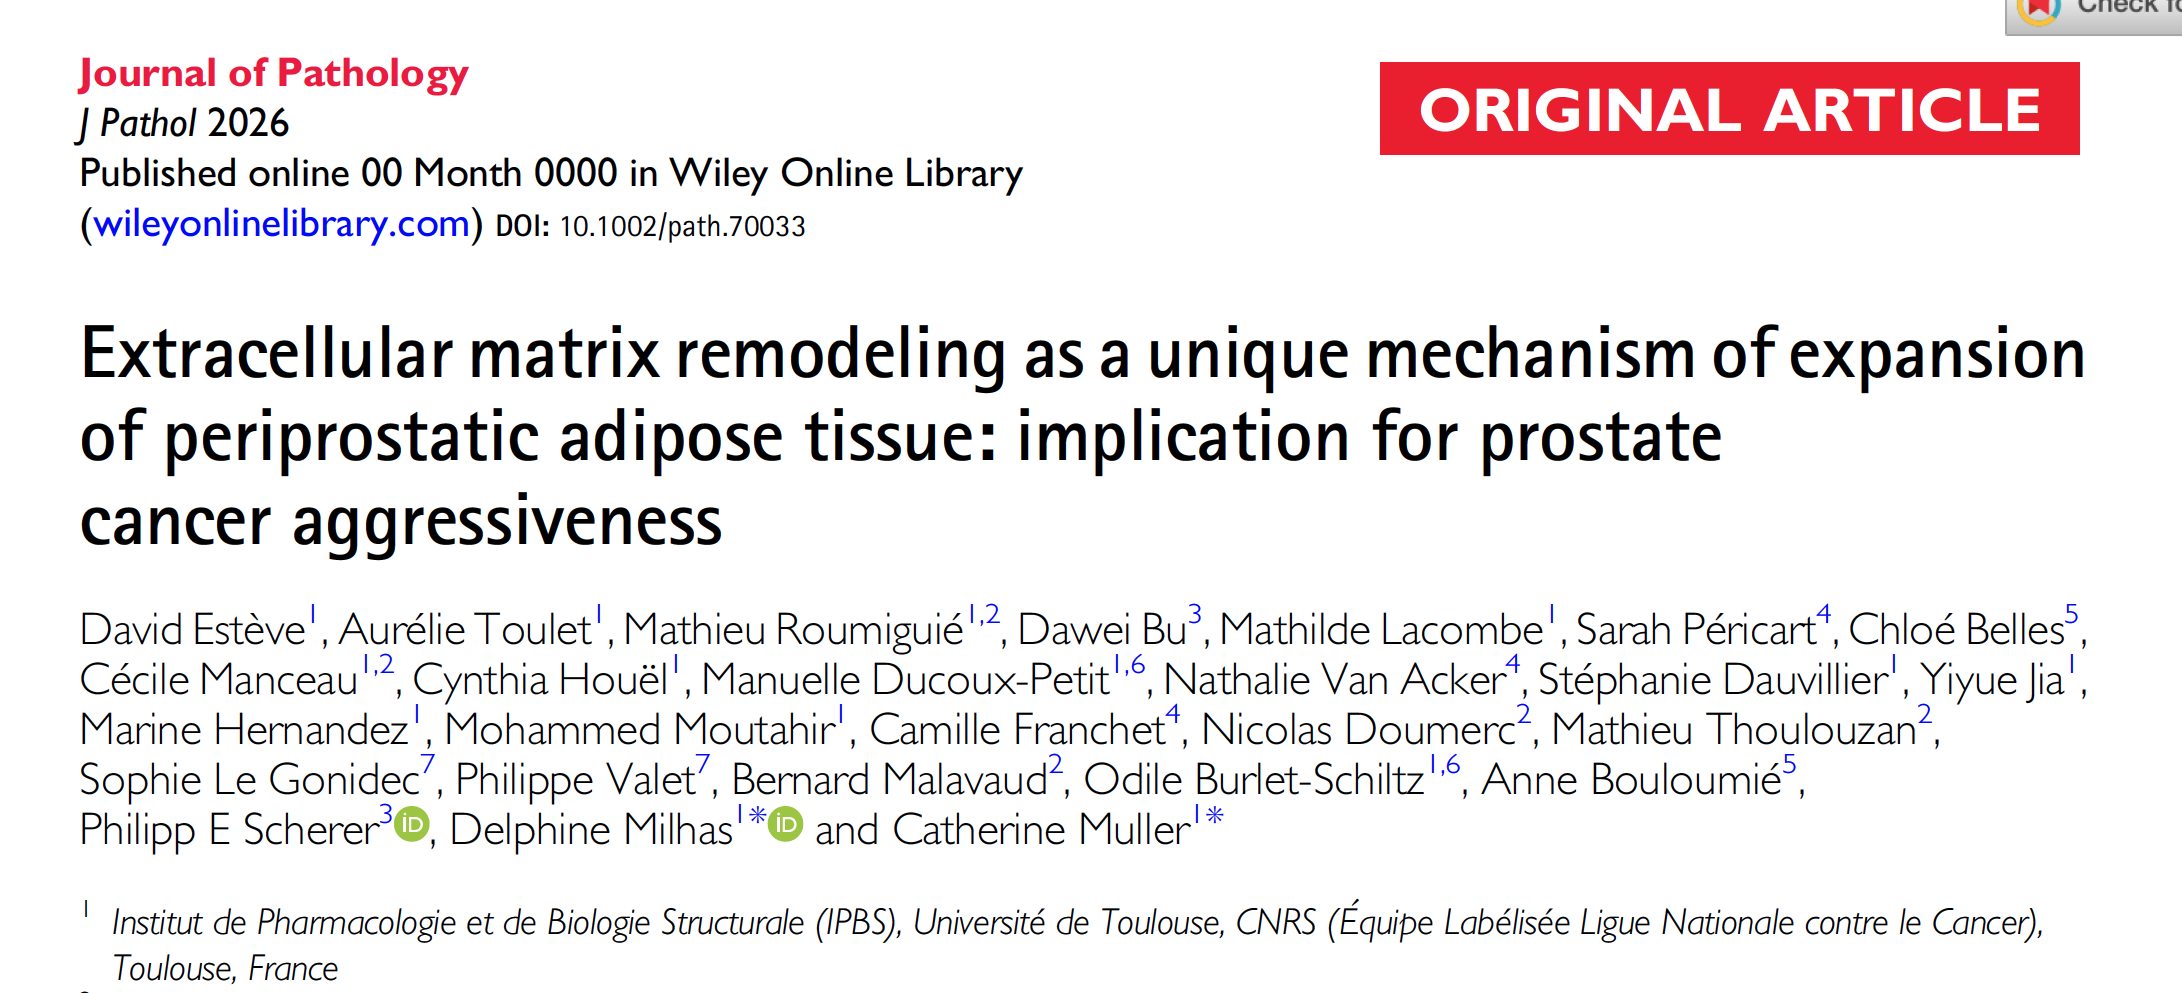 Check
Journal of Pathology
J Pathol 2026
ORIGINAL ARTICLE
Published online 00 Month 0000 in Wiley Online Library
(wileyonlinelibrary.com) DOI: 10.1002/path.70033
Extracellular matrix remodeling as a unique mechanism of expansion
of periprostatic adipose tissue: implication for prostate
cancer aggressiveness
David Estève1, Aurélie Toulet1, Mathieu Roumiguié1,2, Dawei Bu3, Mathilde Lacombe1, Sarah Péricart4, Chloé Belles5,
Cécile Manceau1,2, Cynthia Houël1, Manuelle Ducoux-Petit1,6, Nathalie Van Acker4, Stéphanie Dauvillier1, Yiyue Jia1,
Marine Hernandez1, Mohammed Moutahir1, Camille Franchet4, Nicolas Doumerc2, Mathieu Thoulouzan2,
Sophie Le Gonidec7, Philippe Valet7, Bernard Malavaud2, Odile Burlet-Schiltz1,6, Anne Bouloumié5,
Philipp E Scherer3 iD, Delphine Milhas1* iD and Catherine Muller1*
1 Institut de Pharmacologie et de Biologie Structurale (IPBS), Université de Toulouse, CNRS (Équipe Labélisée Ligue Nationale contre le Cancer),
Toulouse, France